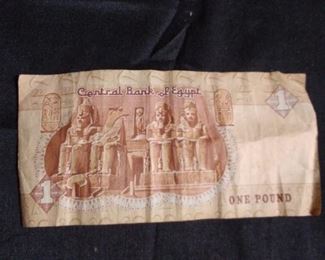 Central Bank of Egypt
1
1
ONE POUND